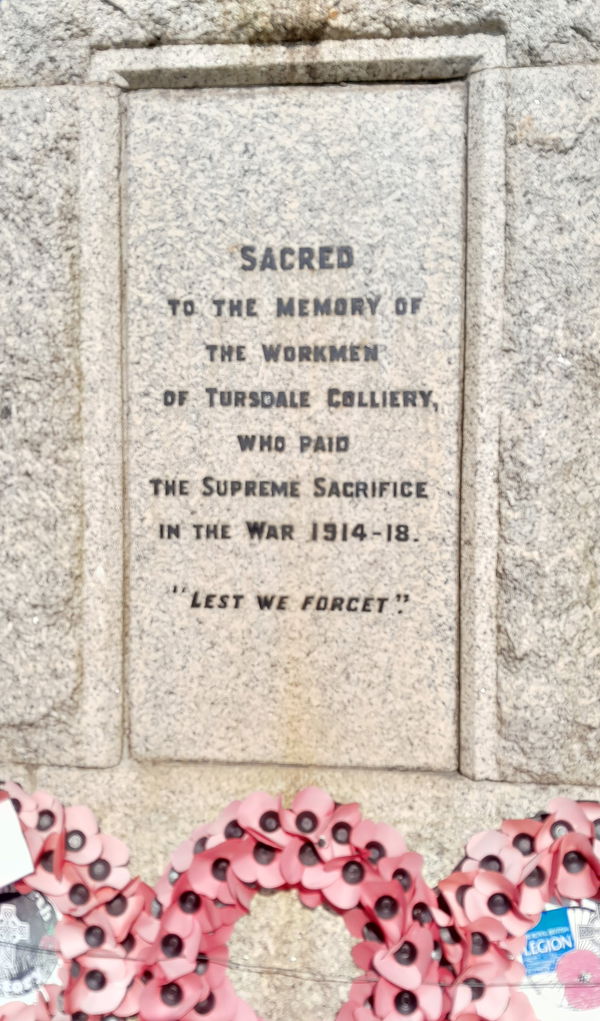 SACRED
TO THE MEMORY OF
THE WORKMEN
OF TURSDALE COLLIERY,
WHO PAID
THE SUPREME SACRIFICE
IN THE WAR 1914-18.
"LEST WE FORGET".
LEGION